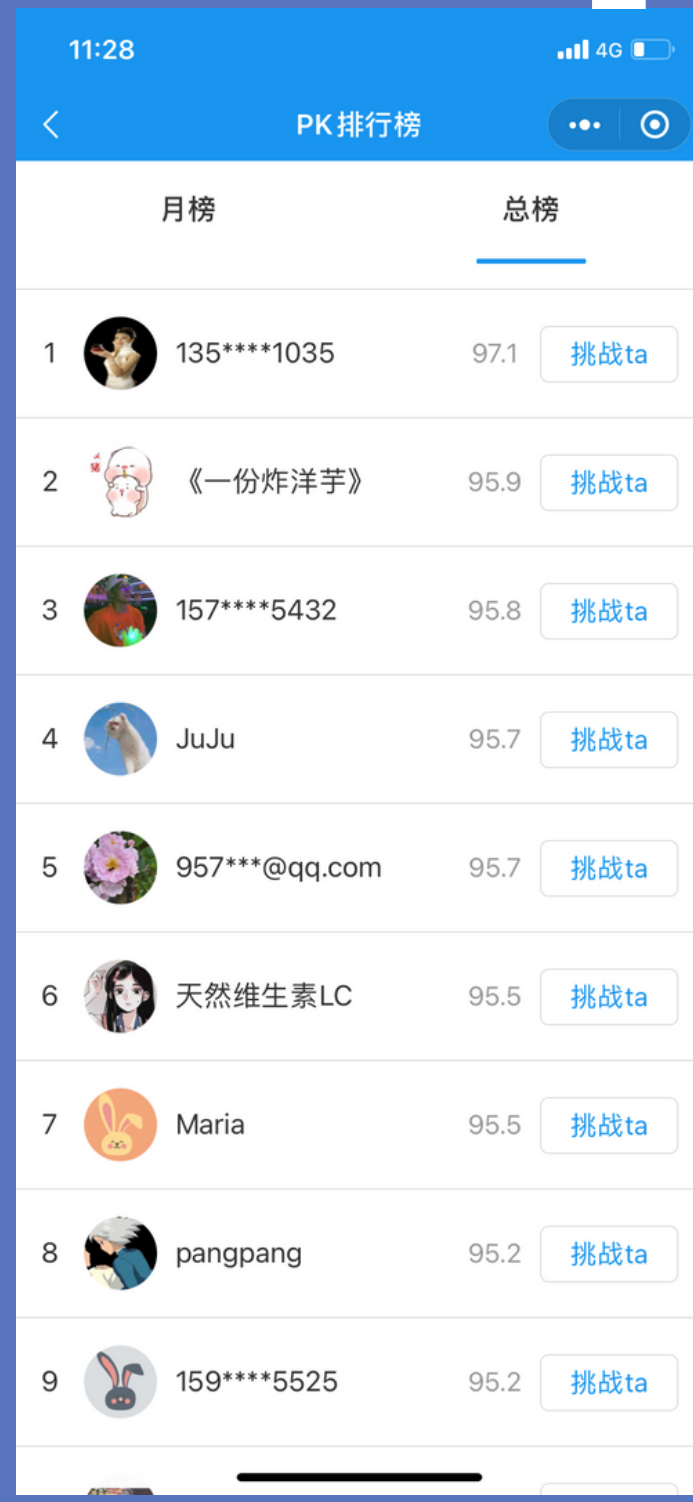 11:28 4G
PK排行榜
月榜 总榜
1 135****1035 97.1 挑战ta
2 《一份炸洋芋》 95.9 挑战ta
3 157****5432 95.8 挑战ta
4 JuJu 95.7 挑战ta
5 957***@qq.com 95.7 挑战ta
6 天然维生素LC 95.5 挑战ta
7 Maria 95.5 挑战ta
8 pangpang 95.2 挑战ta
9 159****5525 95.2 挑战ta